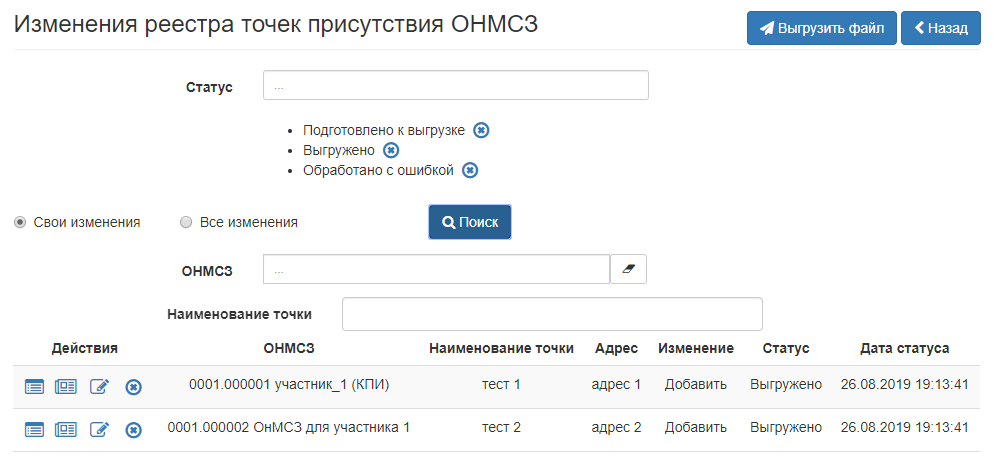 Изменения реестра точек присутствия ОНМСЗ
Выгрузить файл
Назад
Статус
...
Подготовлено к выгрузке
Выгружено
Обработано с ошибкой
Свои изменения
Все изменения
Поиск
ОНМСЗ
...
Наименование точки
Действия ОНМСЗ Наименование точки Адрес Изменение Статус Дата статуса
0001.000001 участник_1 (КПИ) тест 1 адрес 1 Добавить Выгружено 26.08.2019 19:13:41
0001.000002 ОнМСЗ для участника 1 тест 2 адрес 2 Добавить Выгружено 26.08.2019 19:13:41